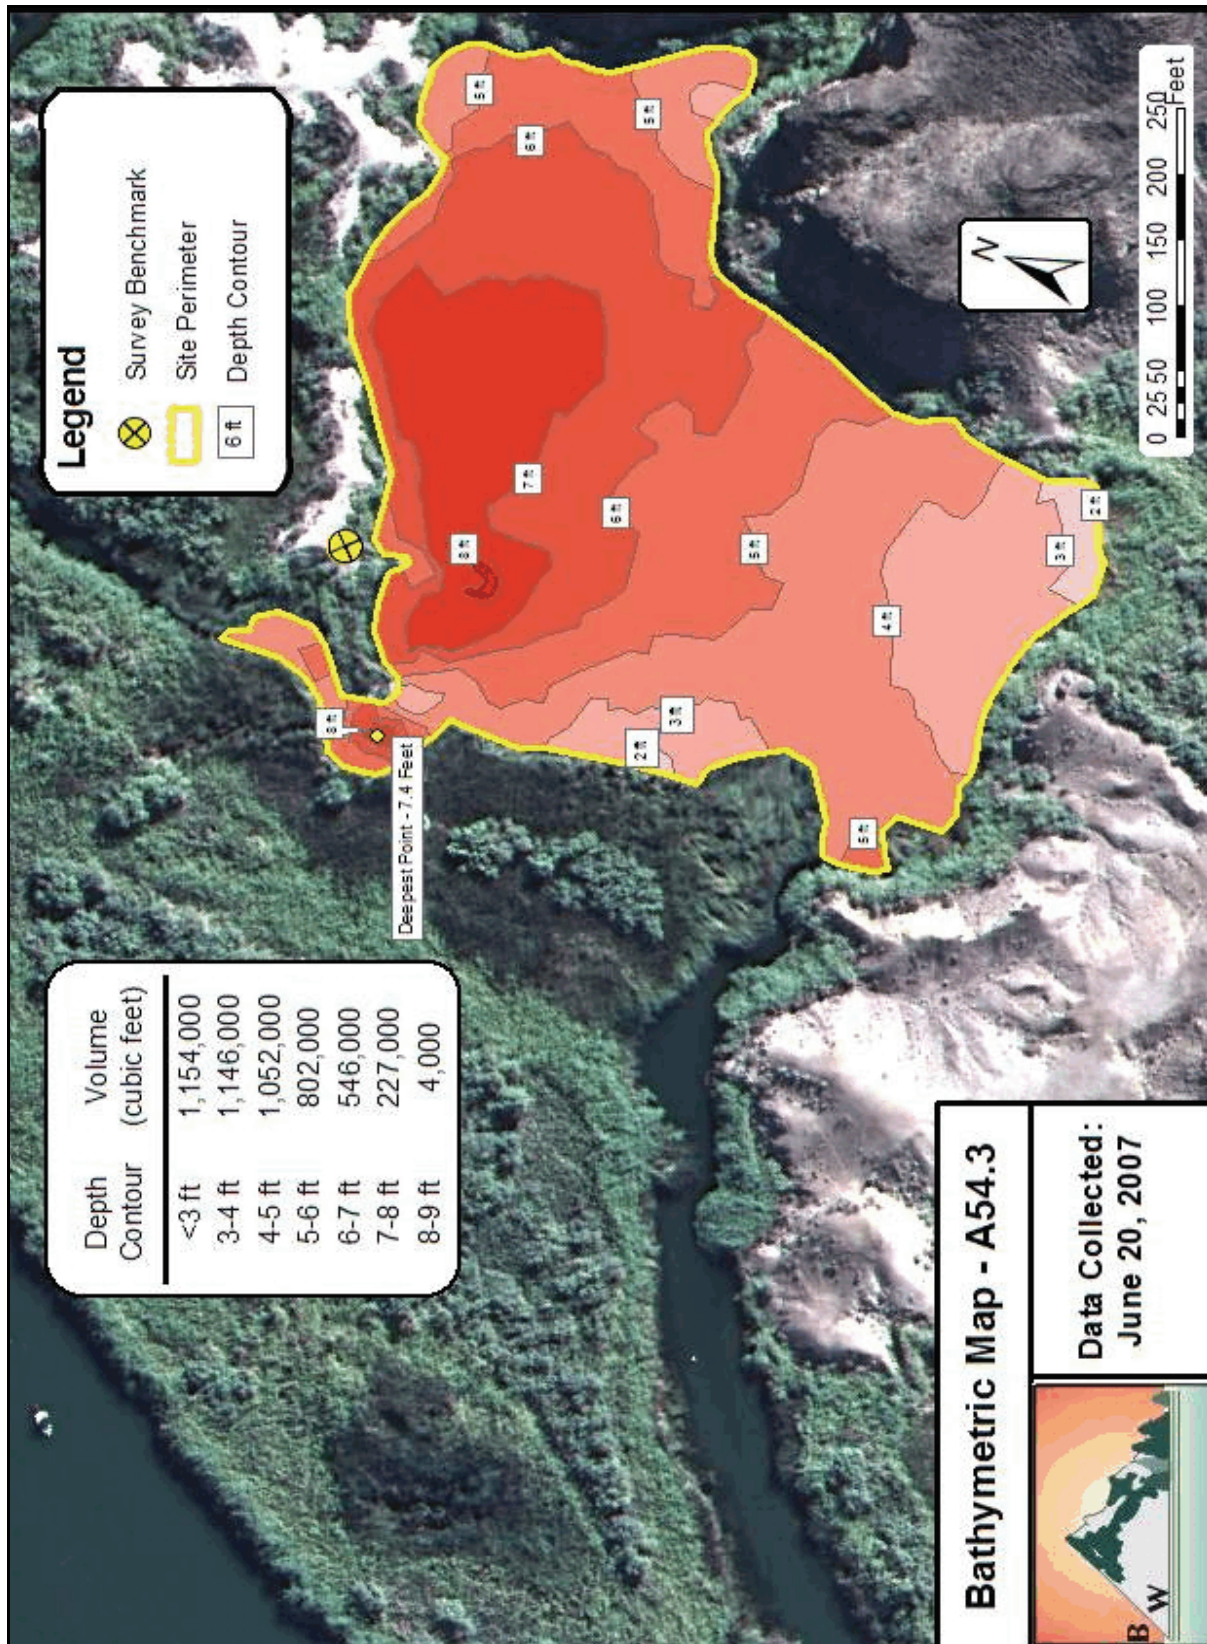 Depth Contour Volume (cubic feet)
<3 ft 1,154,000
3-4 ft 1,146,000
4-5 ft 1,052,000
5-6 ft 802,000
6-7 ft 546,000
7-8 ft 227,000
8-9 ft 4,000
Legend
Survey Benchmark
Site Perimeter
6 ft Depth Contour
8 ft
Deepest Point - 7.4 Feet
8 ft
7 ft
6 ft
5 ft
6 ft
5 ft
2 ft
3 ft
5 ft
5 ft
4 ft
3 ft
2 ft
N
0 25 50 100 150 200 250
Feet
Bathymetric Map - A54.3
B
W
Data Collected:
June 20, 2007